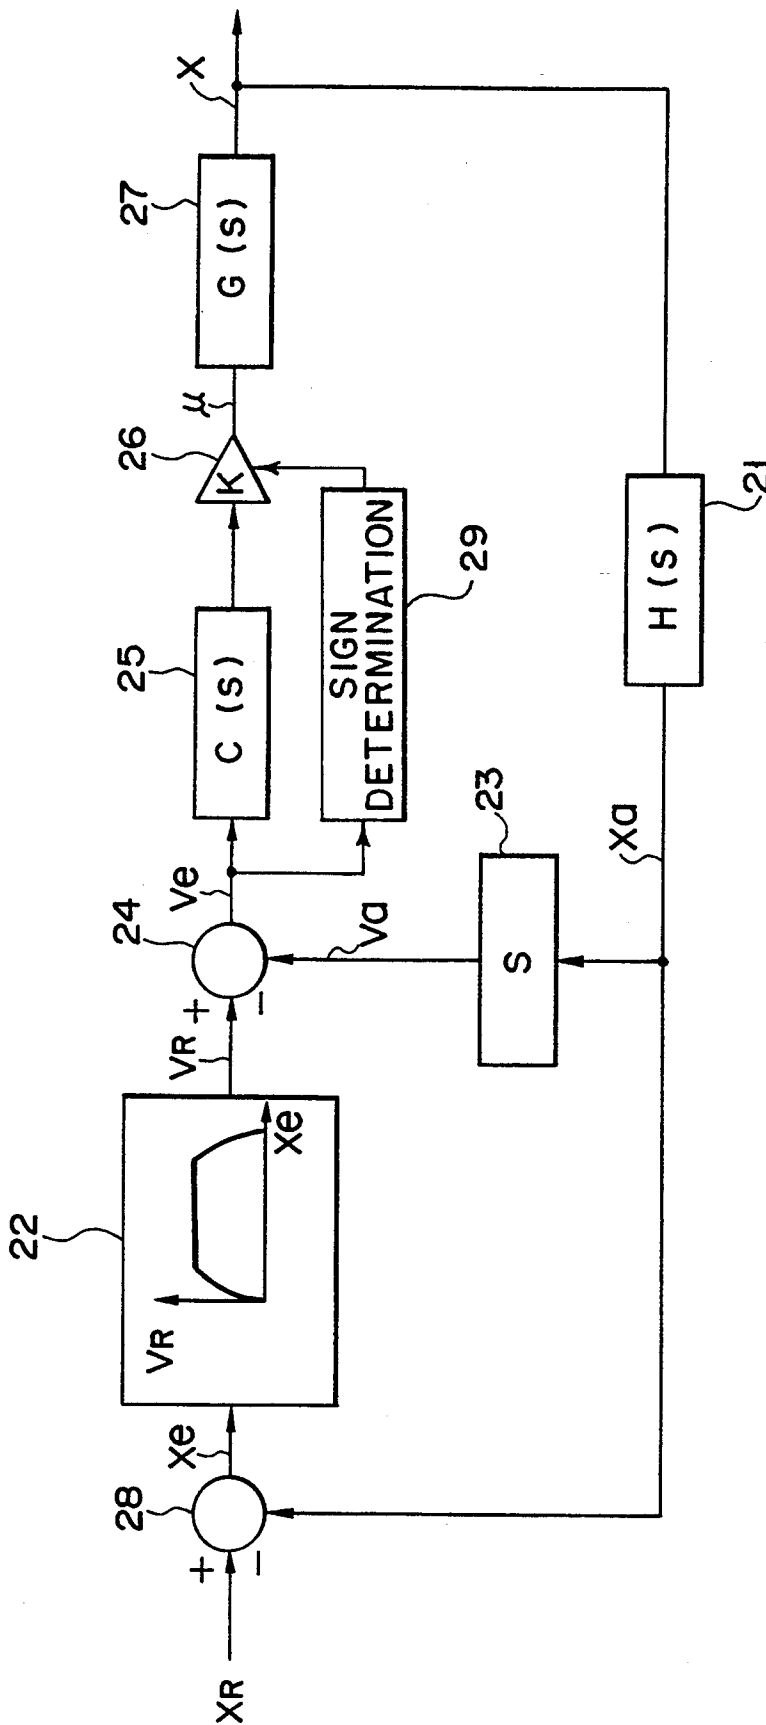 XR
+
−
28
Xe
22
VR
Xe
VR
+
−
24
Ve
25
C (s)
26
K
μ
27
G (s)
X
SIGN
DETERMINATION
29
Va
23
S
Xa
H (s)
21